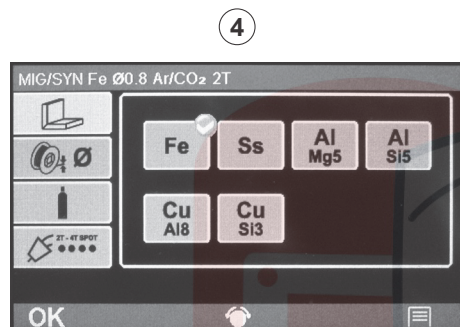 4
MIG/SYN Fe Ø0.8 Ar/CO₂ 2T
Fe Ss Al Mg5 Al Si5
Ø
Cu Al8 Cu Si3
2T - 4T SPOT
OK